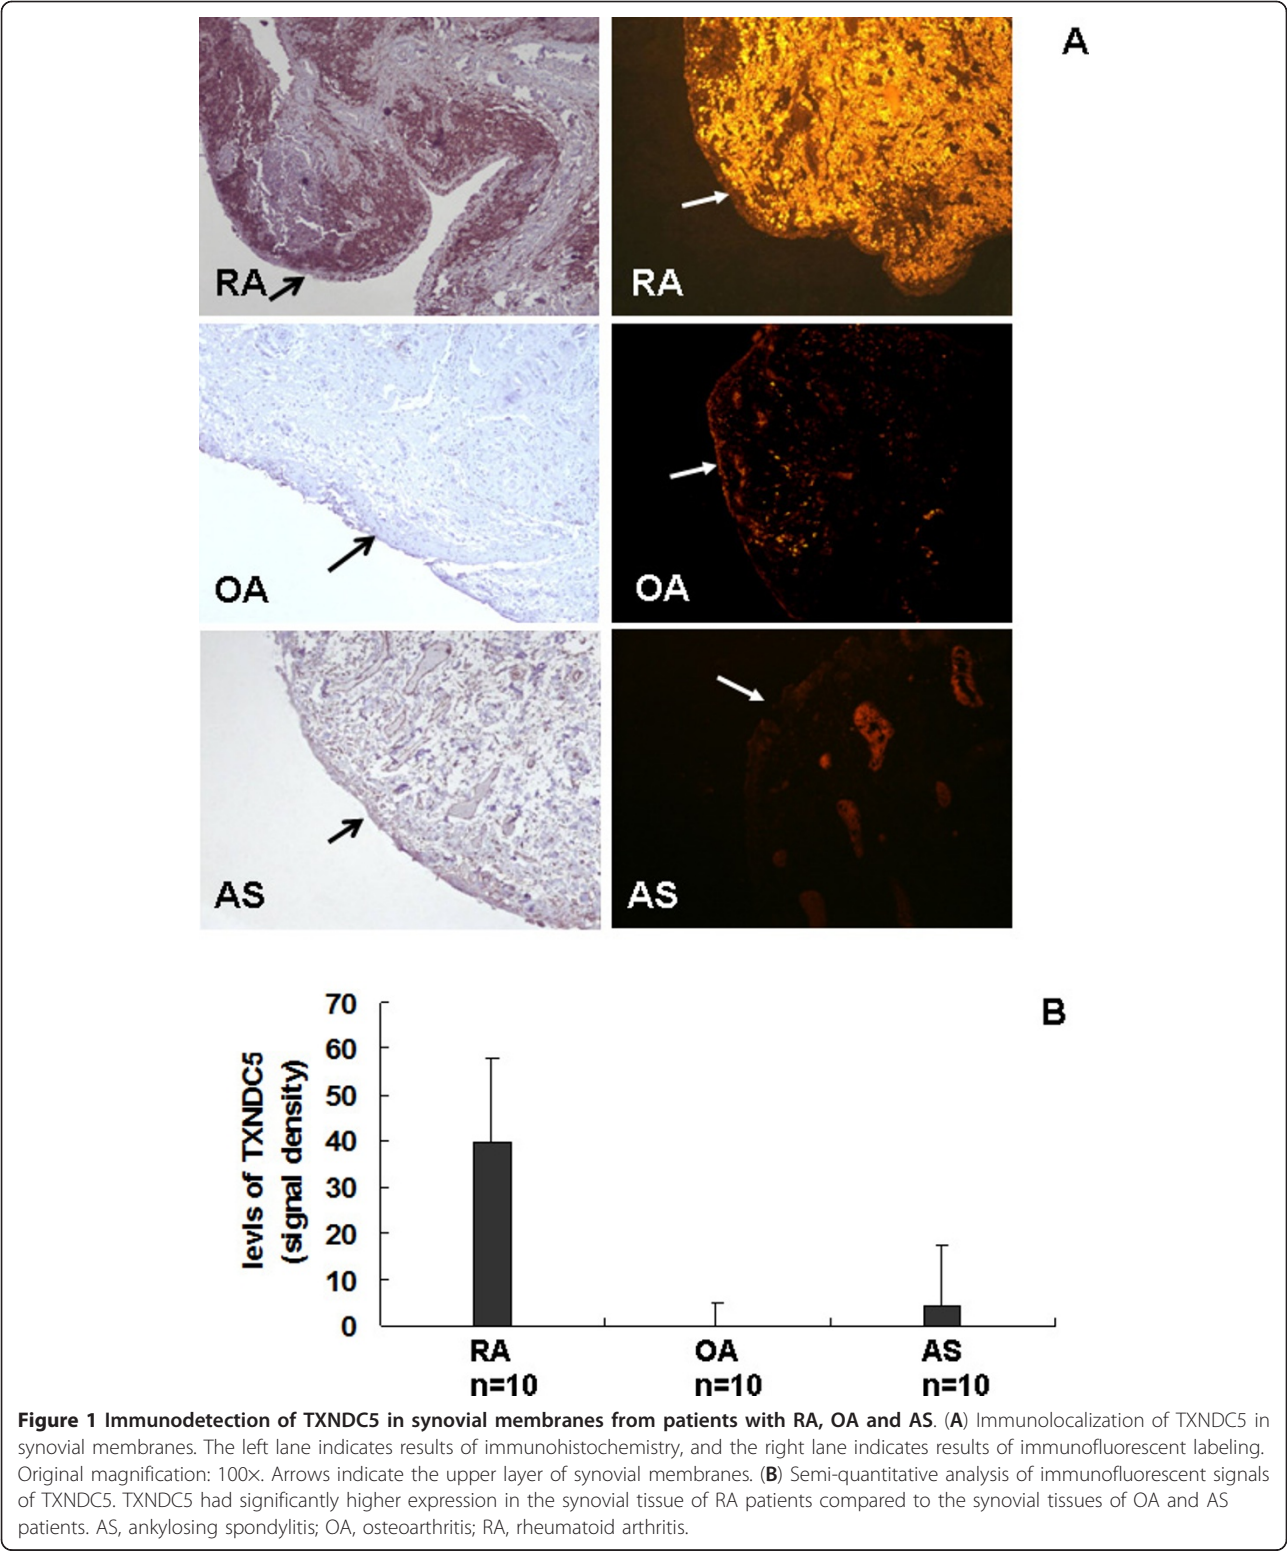 A
RA
RA
OA
OA
AS
AS
B
levls of TXNDC5
(signal density)
70
60
50
40
30
20
10
0
RA OA AS
n=10 n=10 n=10
Figure 1 Immunodetection of TXNDC5 in synovial membranes from patients with RA, OA and AS. (A) Immunolocalization of TXNDC5 in
synovial membranes. The left lane indicates results of immunohistochemistry, and the right lane indicates results of immunofluorescent labeling.
Original magnification: 100×. Arrows indicate the upper layer of synovial membranes. (B) Semi-quantitative analysis of immunofluorescent signals
of TXNDC5. TXNDC5 had significantly higher expression in the synovial tissue of RA patients compared to the synovial tissues of OA and AS
patients. AS, ankylosing spondylitis; OA, osteoarthritis; RA, rheumatoid arthritis.